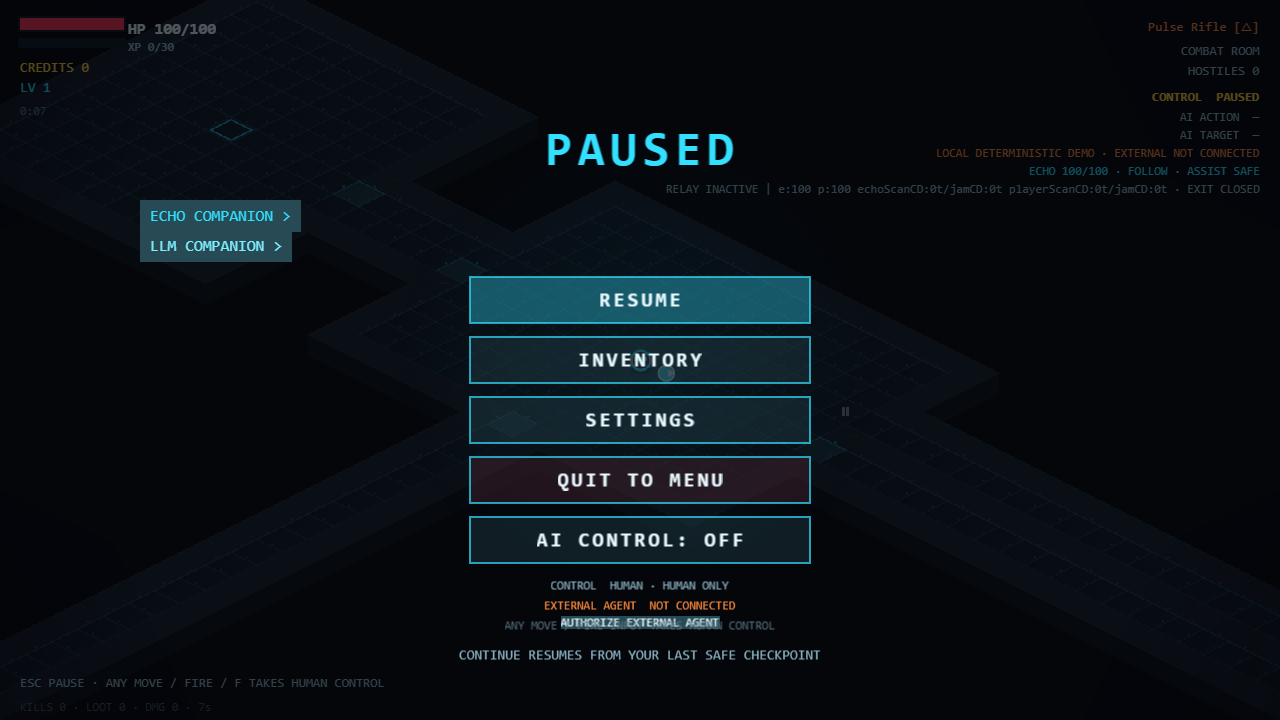 HP 100/100
XP 0/30
CREDITS 0
LV 1
0:07
Pulse Rifle [△]
COMBAT ROOM
HOSTILES 0
CONTROL PAUSED
AI ACTION —
AI TARGET —
LOCAL DETERMINISTIC DEMO · EXTERNAL NOT CONNECTED
ECHO 100/100 · FOLLOW · ASSIST SAFE
RELAY INACTIVE | e:100 p:100 echoScanCD:0t/jamCD:0t playerScanCD:0t/jamCD:0t · EXIT CLOSED
PAUSED
ECHO COMPANION >
LLM COMPANION >
RESUME
INVENTORY
SETTINGS
QUIT TO MENU
AI CONTROL: OFF
CONTROL HUMAN · HUMAN ONLY
EXTERNAL AGENT NOT CONNECTED
AUTHORIZE EXTERNAL AGENT
ANY MOVE CONTROL
CONTINUE RESUMES FROM YOUR LAST SAFE CHECKPOINT
ESC PAUSE · ANY MOVE / FIRE / F TAKES HUMAN CONTROL
KILLS 0 · LOOT 0 · DMG 0 · 7s